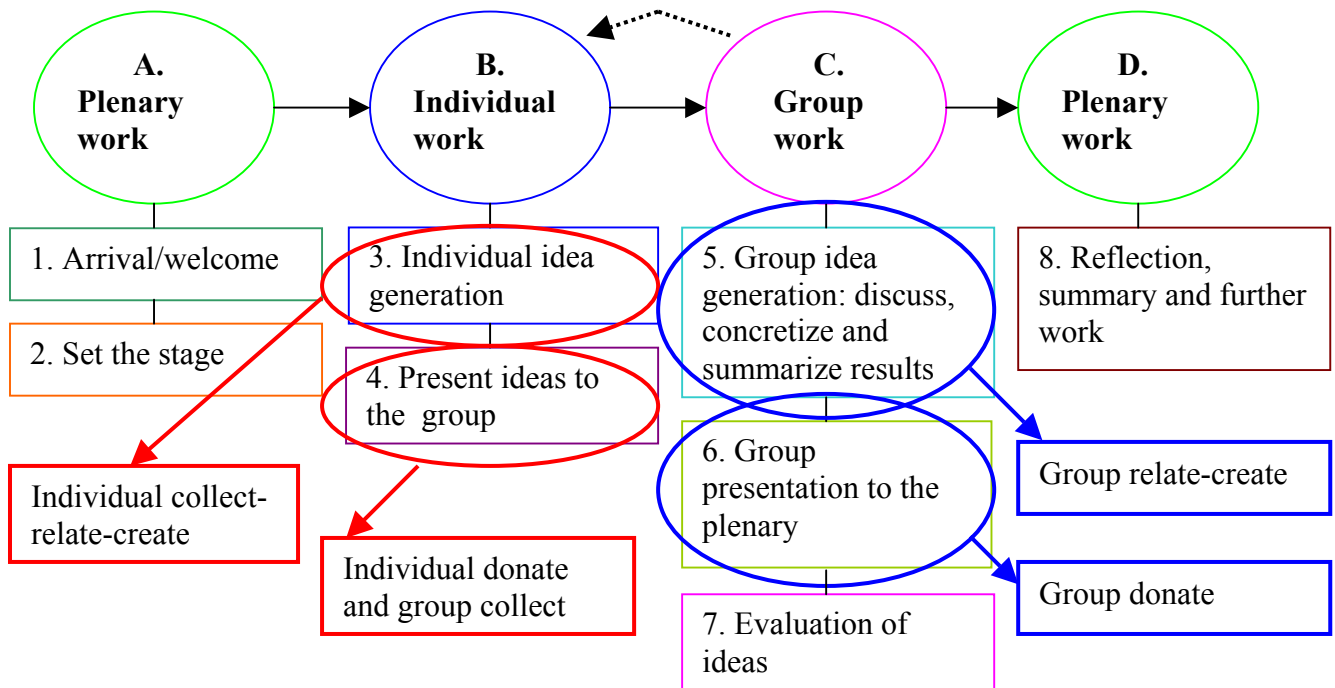 A.
Plenary
work
B.
Individual
work
C.
Group
work
D.
Plenary
work
1. Arrival/welcome
2. Set the stage
3. Individual idea
generation
4. Present ideas to
the group
5. Group idea
generation: discuss,
concretize and
summarize results
6. Group
presentation to the
plenary
7. Evaluation of
ideas
8. Reflection,
summary and further
work
Individual collect-
relate-create
Individual donate
and group collect
Group relate-create
Group donate